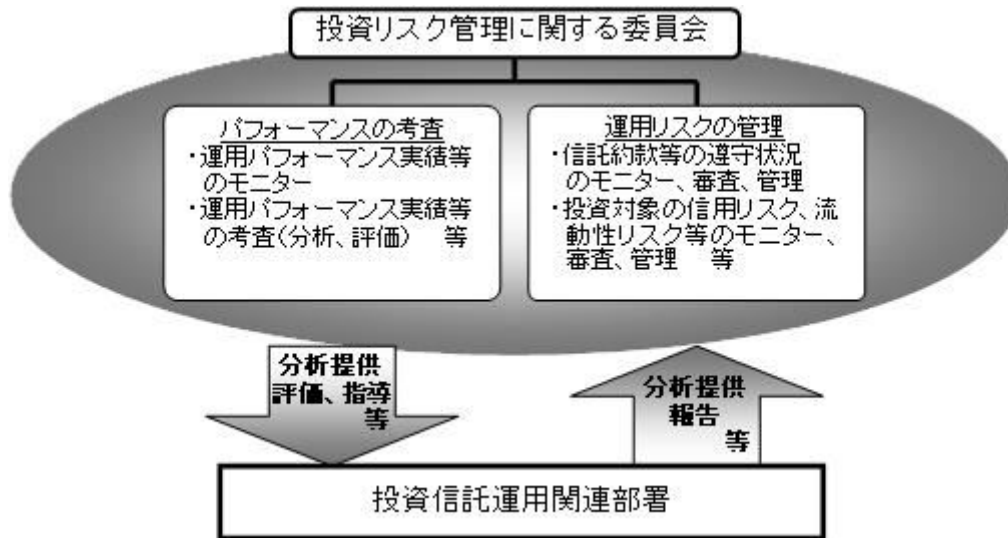 投資リスク管理に関する委員会
パフォーマンスの考査
・運用パフォーマンス実績等
のモニター
・運用パフォーマンス実績等
の考査(分析、評価) 等
運用リスクの管理
・信託約款等の遵守状況
のモニター、審査、管理
・投資対象の信用リスク、流
動性リスク等のモニター、
審査、管理 等
分析提供
評価、指導
等
分析提供
報告
等
投資信託運用関連部署